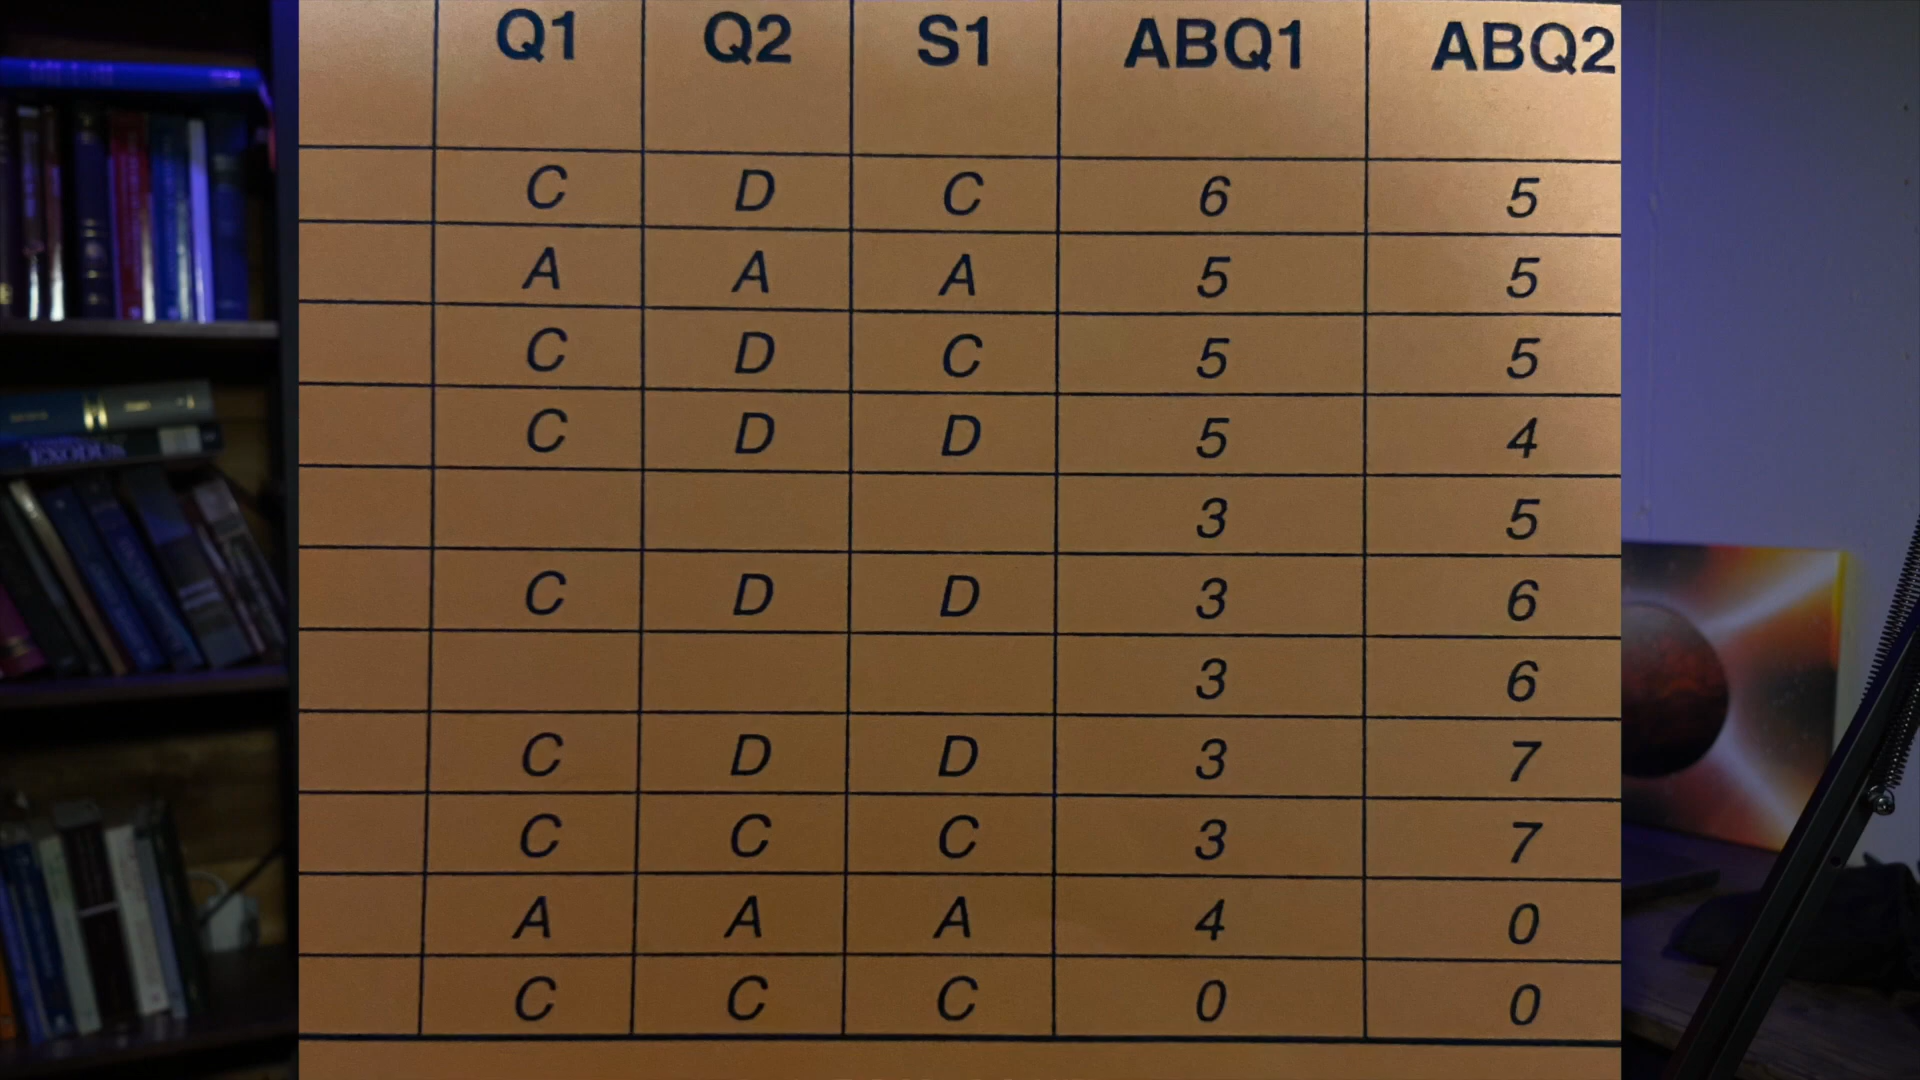 Q1 Q2 S1 ABQ1 ABQ2
C D C 6 5
A A A 5 5
C D C 5 5
C D D 5 4
3 5
C D D 3 6
3 6
C D D 3 7
C C C 3 7
A A A 4 0
C C C 0 0
EXODUS